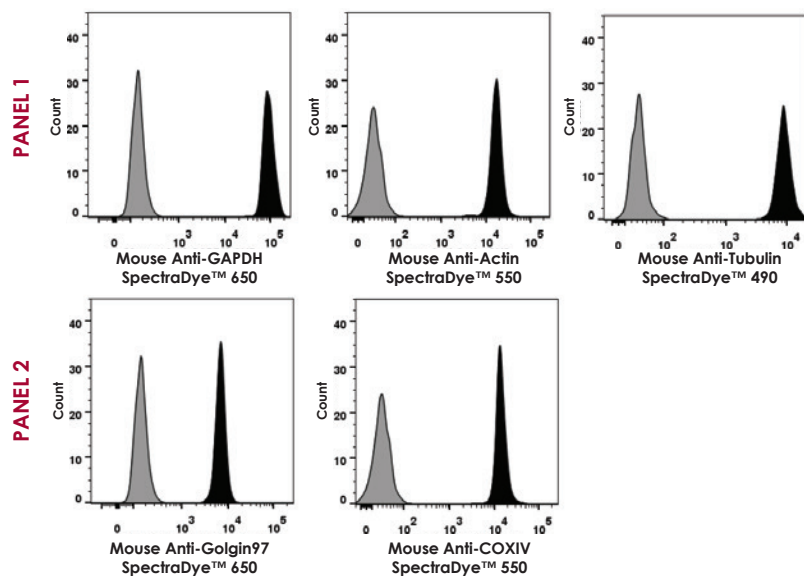 PANEL 1
Count
40
30
20
10
0
0 10³ 10⁴ 10⁵
Mouse Anti-GAPDH
SpectraDye™ 650
Count
40
30
20
10
0
0 10² 10³ 10⁴ 10⁵
Mouse Anti-Actin
SpectraDye™ 550
Count
40
30
20
10
0
0 10² 10³ 10⁴
Mouse Anti-Tubulin
SpectraDye™ 490
PANEL 2
Count
40
30
20
10
0
0 10³ 10⁴ 10⁵
Mouse Anti-Golgin97
SpectraDye™ 650
Count
40
30
20
10
0
0 10² 10³ 10⁴ 10⁵
Mouse Anti-COXIV
SpectraDye™ 550